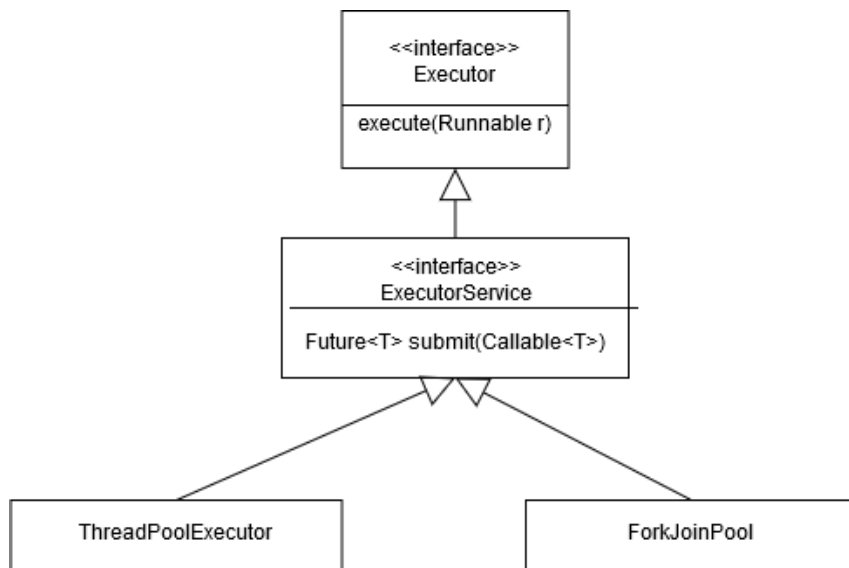 <<interface>>
Executor
execute(Runnable r)
<<interface>>
ExecutorService
Future<T> submit(Callable<T>)
ThreadPoolExecutor
ForkJoinPool